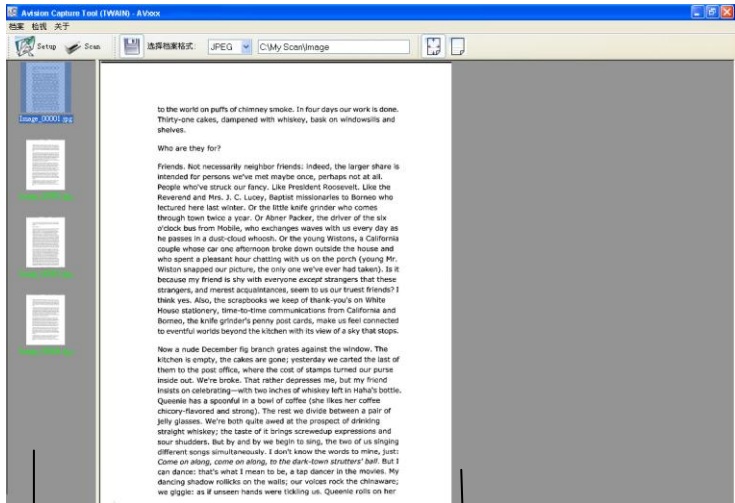 Avision Capture Tool (TWAIN) - AVxxx
档案 检视 关于
Setup Scan 选择档案格式: JPEG C:\My Scan\Image
Image_00001.jpg
to the world on puffs of chimney smoke. In four days our work is done.
Thirty-one cakes, dampened with whiskey, bask on windowsills and
shelves.
Who are they for?
Friends. Not necessarily neighbor friends: indeed, the larger share is
intended for persons we've met maybe once, perhaps not at all.
People who've struck our fancy. Like President Roosevelt. Like the
Reverend and Mrs. J. C. Lucey, Baptist missionaries to Borneo who
lectured here last winter. Or the little knife grinder who comes
through town twice a year. Or Abner Packer, the driver of the six
o'clock bus from Mobile, who exchanges waves with us every day as
he passes in a dust-cloud whoosh. Or the young Wistons, a California
couple whose car one afternoon broke down outside the house and
who spent a pleasant hour chatting with us on the porch (young Mr.
Wiston snapped our picture, the only one we've ever had taken). Is it
because my friend is shy with everyone except strangers that these
strangers, and merest acquaintances, seem to us our truest friends? I
think yes. Also, the scrapbooks we keep of thank-you's on White
House stationery, time-to-time communications from California and
Borneo, the knife grinder's penny post cards, make us feel connected
to eventful worlds beyond the kitchen with its view of a sky that stops.
Now a nude December fig branch grates against the window. The
kitchen is empty, the cakes are gone; yesterday we carted the last of
them to the post office, where the cost of stamps turned our purse
inside out. We're broke. That rather depresses me, but my friend
insists on celebrating—with two inches of whiskey left in Haha's bottle.
Queenie has a spoonful in a bowl of coffee (she likes her coffee
chicory-flavored and strong). The rest we divide between a pair of
jelly glasses. We're both quite awed at the prospect of drinking
straight whiskey; the taste of it brings screwedup expressions and
sour shudders. But by and by we begin to sing, the two of us singing
different songs simultaneously. I don't know the words to mine, just:
Come on along, come on along, to the dark-town strutters' ball. But I
can dance: that's what I mean to be, a tap dancer in the movies. My
dancing shadow rollicks on the walls; our voices rock the chinaware;
we giggle: as if unseen hands were tickling us. Queenie rolls on her